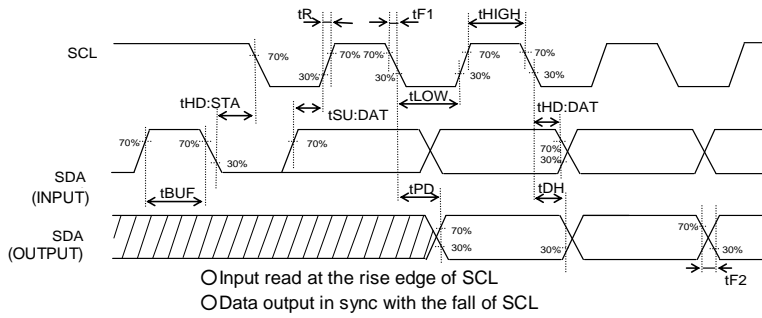 tR tF1 tHIGH
SCL 70% 70% 70% 70% 70%
30% 30% 30% 30%
tHD:STA tLOW tHD:DAT
tSU:DAT
70% 70% 70% 70%
30% 30%
SDA
(INPUT)
tBUF tPD tDH
SDA
(OUTPUT)
70% 70%
30% 30% 30%
tF2
○Input read at the rise edge of SCL
○Data output in sync with the fall of SCL